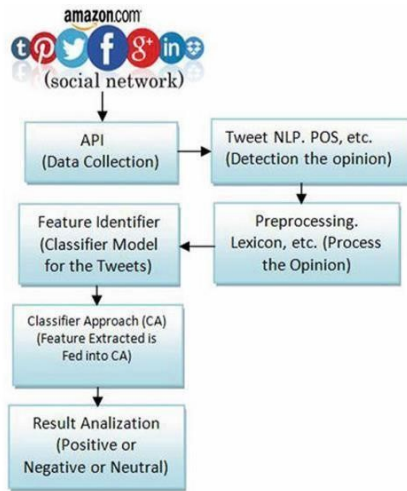 amazon.com
t P f g+ in
(social network)
API
(Data Collection)
Tweet NLP. POS, etc.
(Detection the opinion)
Preprocessing.
Lexicon, etc. (Process
the Opinion)
Feature Identifier
(Classifier Model
for the Tweets)
Classifier Approach (CA)
(Feature Extracted is
Fed into CA)
Result Analization
(Positive or
Negative or Neutral)